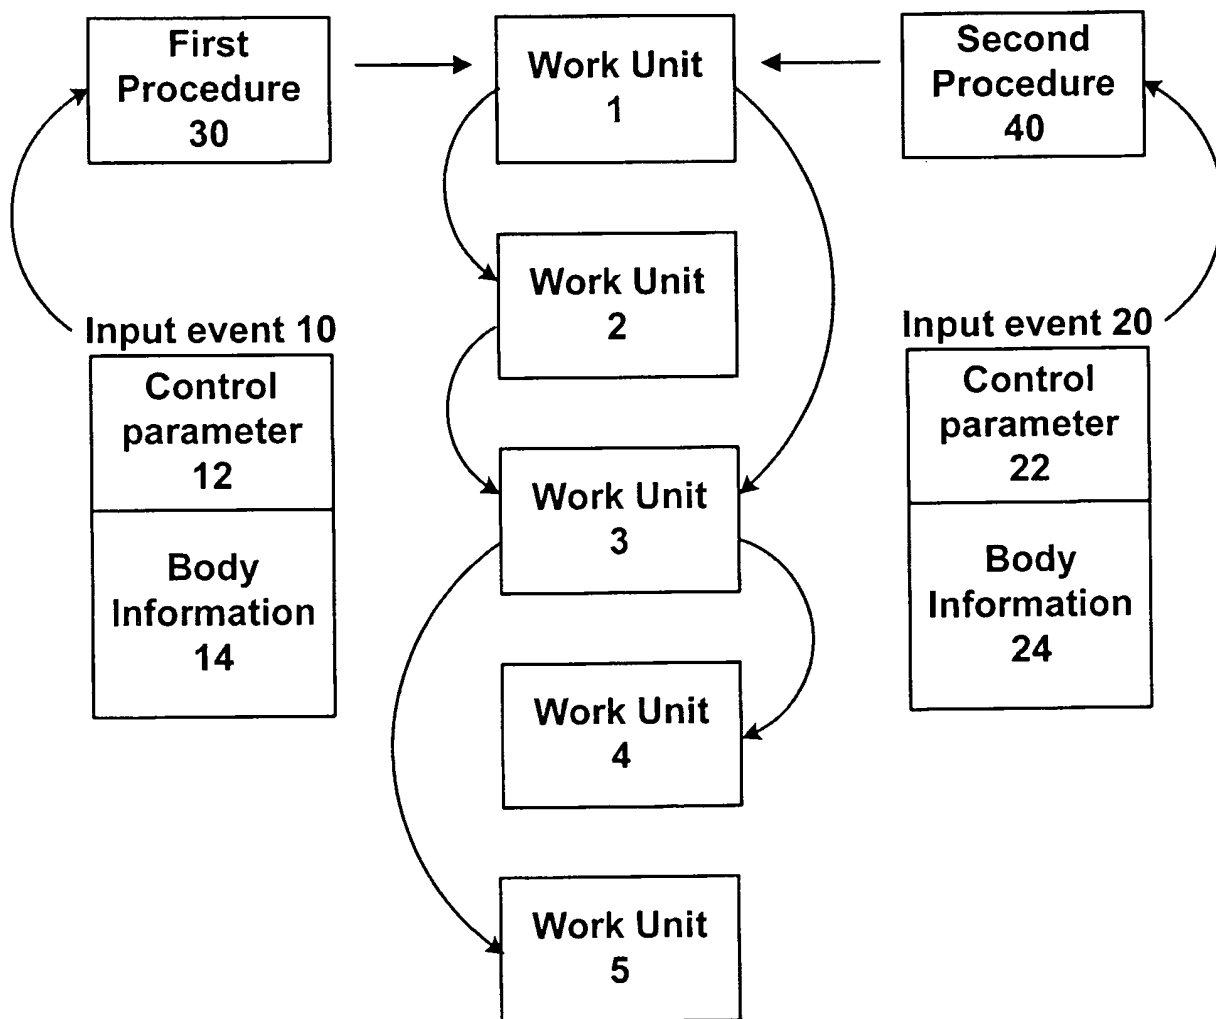 First
Procedure
30
Work Unit
1
Second
Procedure
40
Work Unit
2
Input event 10
Control
parameter
12
Body
Information
14
Input event 20
Control
parameter
22
Body
Information
24
Work Unit
3
Work Unit
4
Work Unit
5